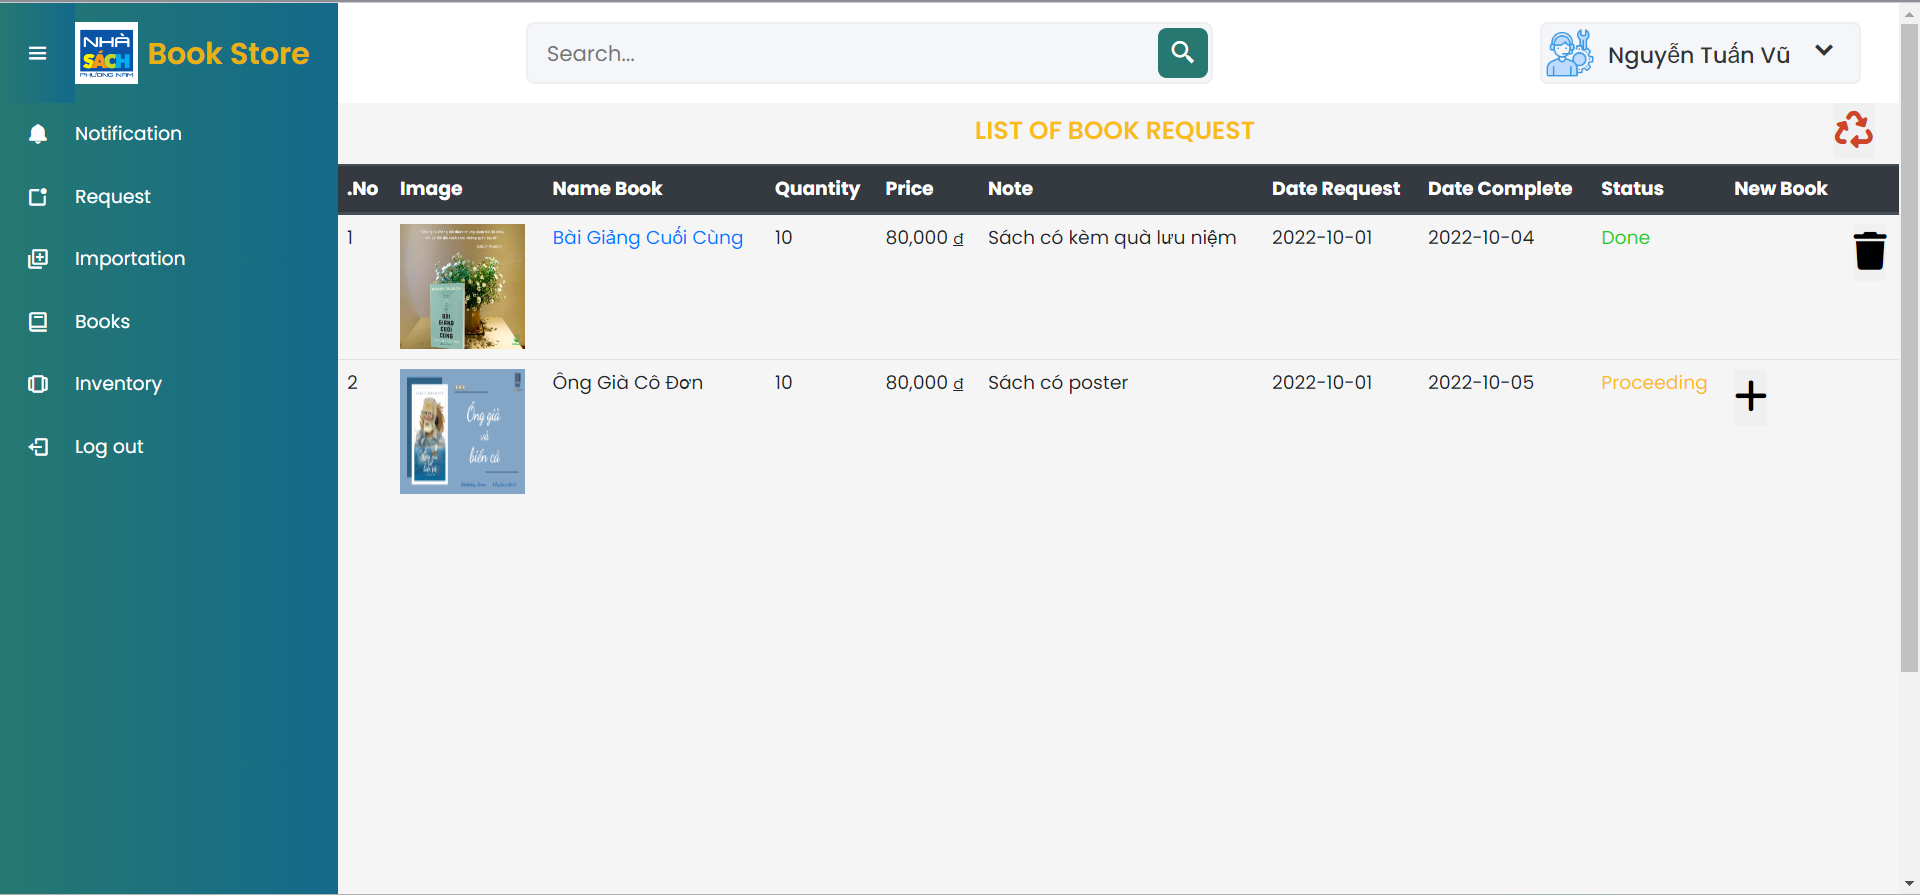 NHÀ
SÁCH
PHƯƠNG NAM
Book Store
Search...
Nguyễn Tuấn Vũ
Notification
Request
Importation
Books
Inventory
Log out
LIST OF BOOK REQUEST
.No Image Name Book Quantity Price Note Date Request Date Complete Status New Book
1 Bài Giảng Cuối Cùng 10 80,000 ₫ Sách có kèm quà lưu niệm 2022-10-01 2022-10-04 Done
BÀI
GIẢNG
CUỐI
CÙNG
2 Ông Già Cô Đơn 10 80,000 ₫ Sách có poster 2022-10-01 2022-10-05 Proceeding
Ông già
và
biển cả